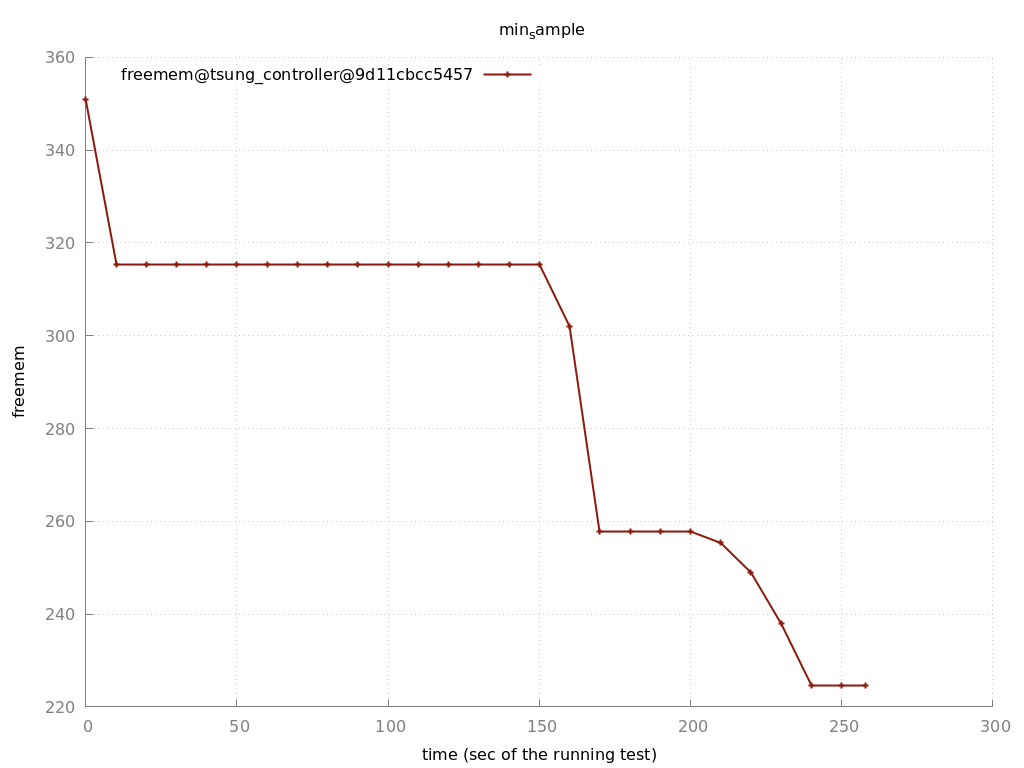 min_sample
360
freemem@tsung_controller@9d11cbcc5457
340
320
300
280
260
240
220
freemem
0 50 100 150 200 250 300
time (sec of the running test)